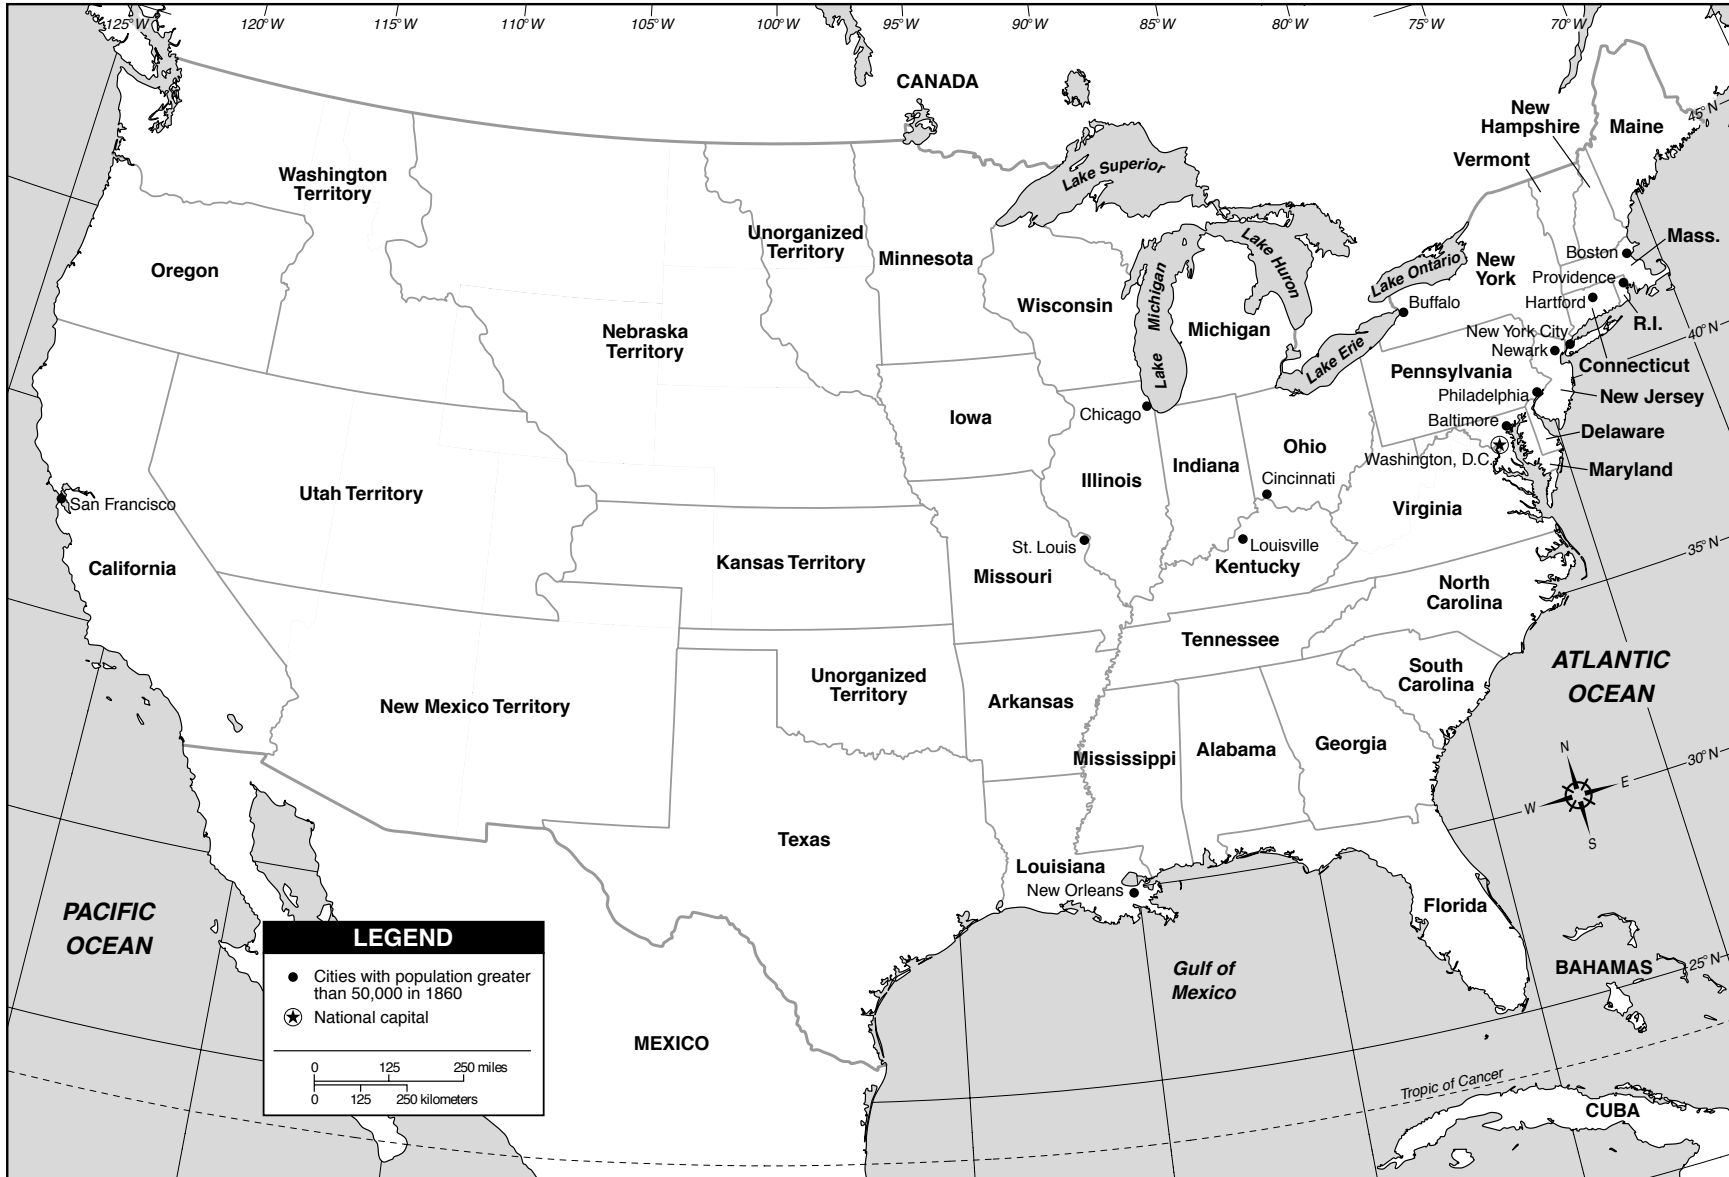 125°W
120°W
115°W
110°W
105°W
100°W
95°W
90°W
85°W
80°W
75°W
70°W
45°N
40°N
35°N
30°N
25°N
CANADA
New
Hampshire
Maine
Vermont
Washington
Territory
Lake Superior
Oregon
Unorganized
Territory
Minnesota
Wisconsin
Lake Michigan
Lake Huron
Michigan
Lake Ontario
New
York
Boston
Mass.
Providence
Hartford
R.I.
Buffalo
New York City
Newark
Connecticut
Nebraska
Territory
Lake Erie
Pennsylvania
Philadelphia
New Jersey
Iowa
Chicago
Baltimore
Delaware
Washington, D.C.
Maryland
Ohio
Indiana
Illinois
Cincinnati
Utah Territory
San Francisco
Virginia
California
Kansas Territory
St. Louis
Missouri
Louisville
Kentucky
North
Carolina
Tennessee
South
Carolina
ATLANTIC
OCEAN
Unorganized
Territory
New Mexico Territory
Arkansas
Mississippi
Alabama
Georgia
N
E
W
S
Texas
Louisiana
New Orleans
Florida
PACIFIC
OCEAN
LEGEND
Cities with population greater
than 50,000 in 1860
National capital
0 125 250 miles
0 125 250 kilometers
Gulf of
Mexico
BAHAMAS
MEXICO
Tropic of Cancer
CUBA